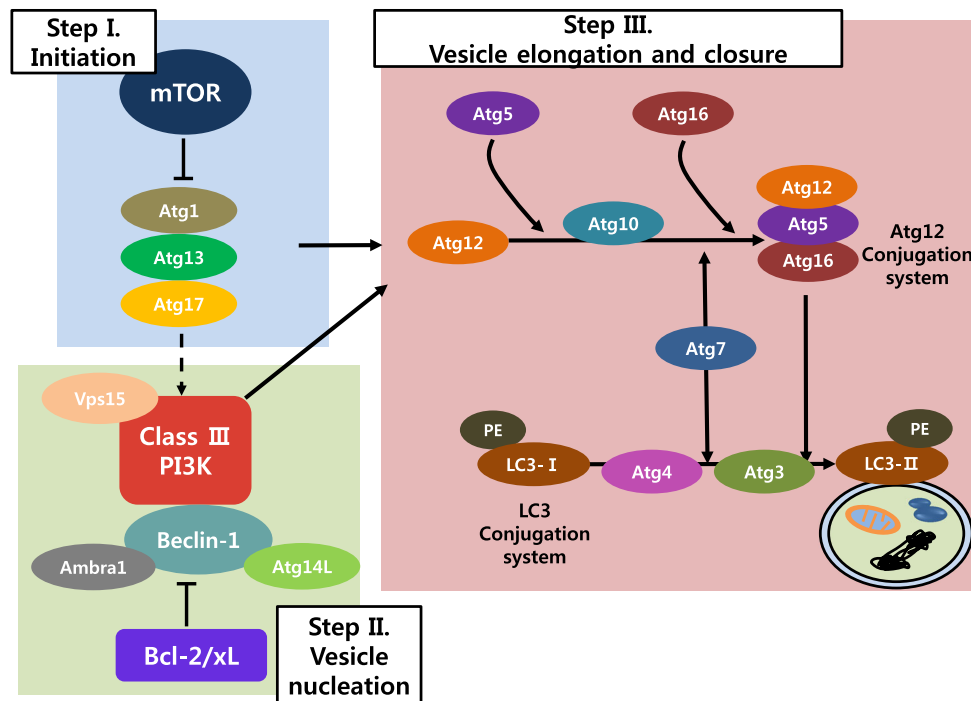 Step I.
Initiation
mTOR
Atg1
Atg13
Atg17
Vps15
Class Ⅲ
PI3K
Beclin-1
Ambra1
Atg14L
Bcl-2/xL
Step II.
Vesicle
nucleation
Step III.
Vesicle elongation and closure
Atg5
Atg16
Atg12
Atg10
Atg12
Atg5
Atg16
Atg12
Conjugation
system
Atg7
PE
LC3-Ⅰ
Atg4
Atg3
PE
LC3-Ⅱ
LC3
Conjugation
system